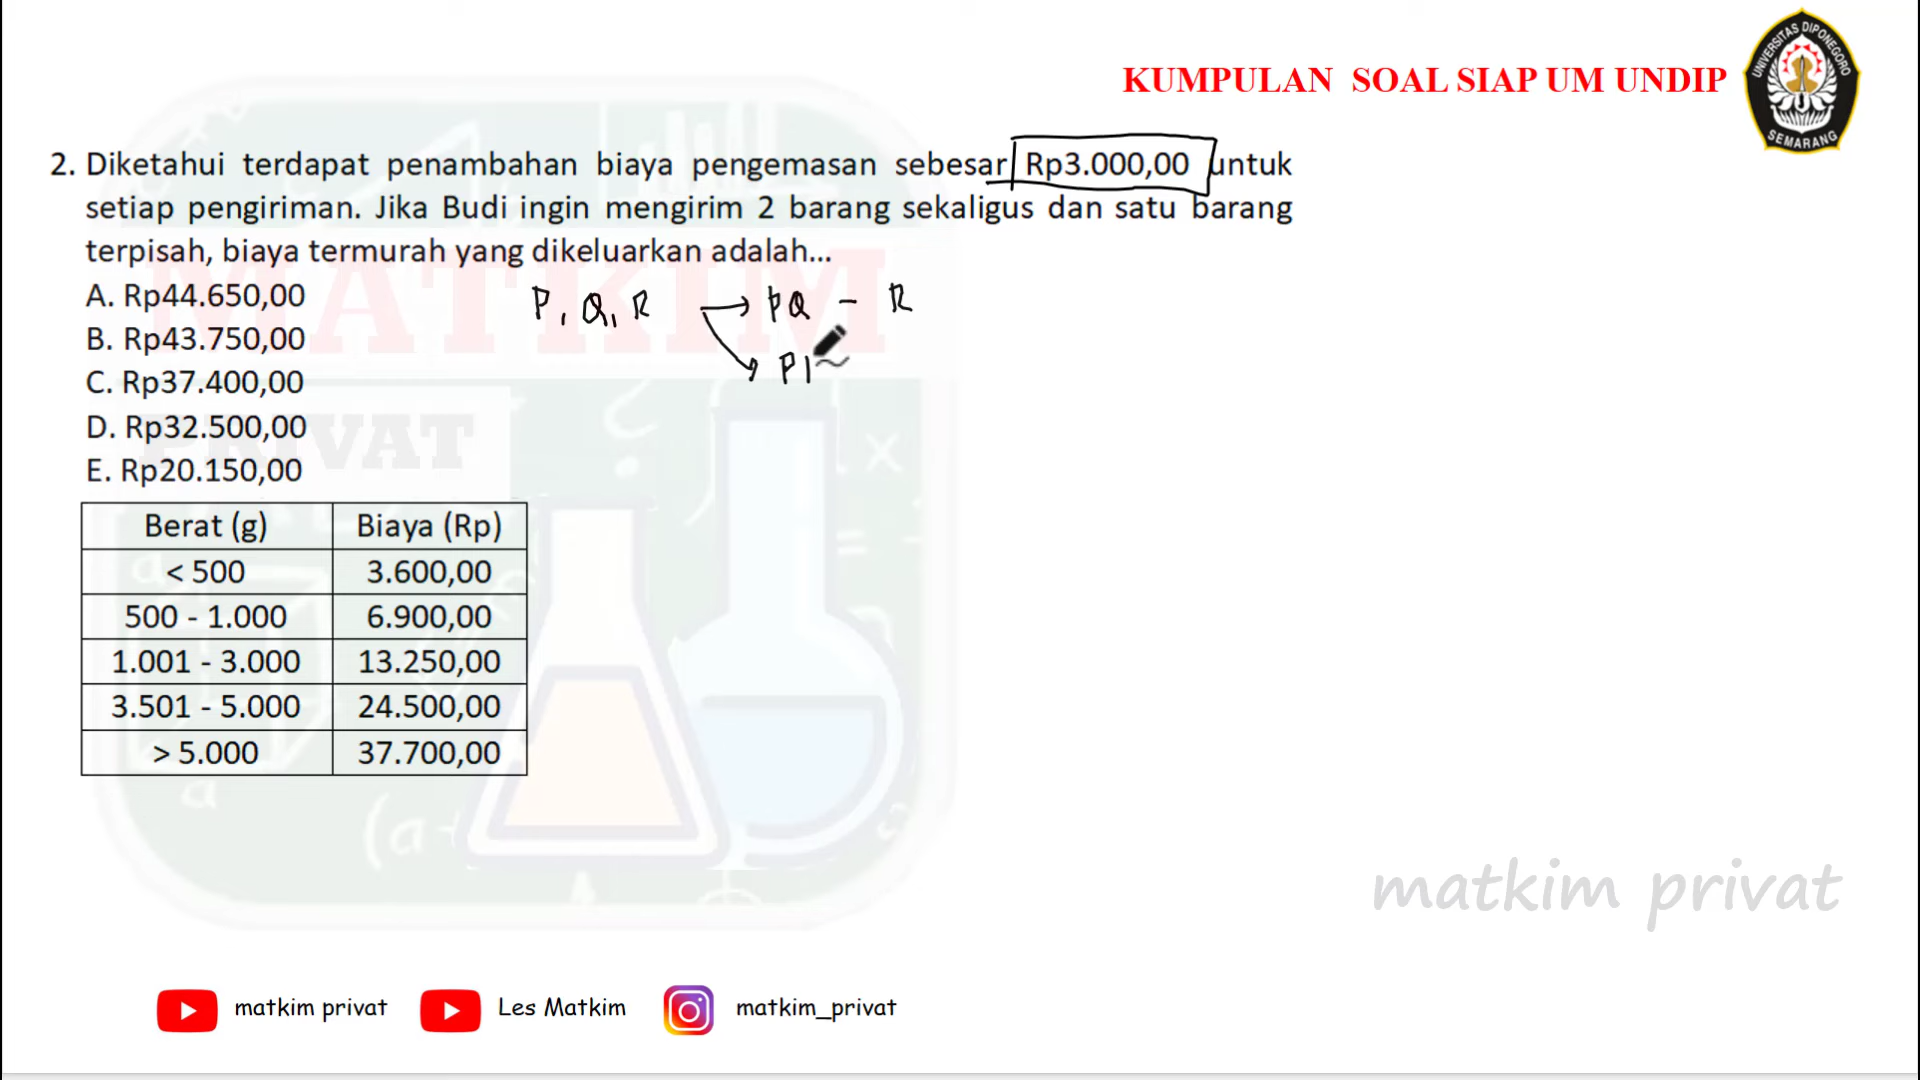 UNIVERSITAS DIPONEGORO
SEMARANG
KUMPULAN SOAL SIAP UM UNDIP
2. Diketahui terdapat penambahan biaya pengemasan sebesar Rp3.000,00 untuk
setiap pengiriman. Jika Budi ingin mengirim 2 barang sekaligus dan satu barang
terpisah, biaya termurah yang dikeluarkan adalah...
A. Rp44.650,00
B. Rp43.750,00
C. Rp37.400,00
D. Rp32.500,00
E. Rp20.150,00
P, Q, R → PQ - R
MATKIM
PRIVAT
Berat (g) Biaya (Rp)
< 500 3.600,00
500 - 1.000 6.900,00
1.001 - 3.000 13.250,00
3.501 - 5.000 24.500,00
> 5.000 37.700,00
matkim privat
matkim privat Les Matkim matkim_privat